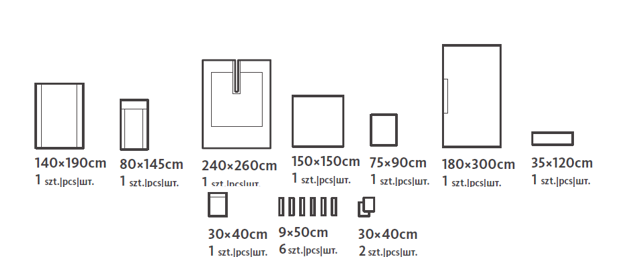 140×190cm
1 szt.|pcs|шт.
80×145cm
1 szt.|pcs|шт.
240×260cm
1 szt.|pcs|шт.
150×150cm
1 szt.|pcs|шт.
75×90cm
1 szt.|pcs|шт.
180×300cm
1 szt.|pcs|шт.
35×120cm
1 szt.|pcs|шт.
30×40cm
1 szt.|pcs|шт.
9×50cm
6 szt.|pcs|шт.
30×40cm
2 szt.|pcs|шт.